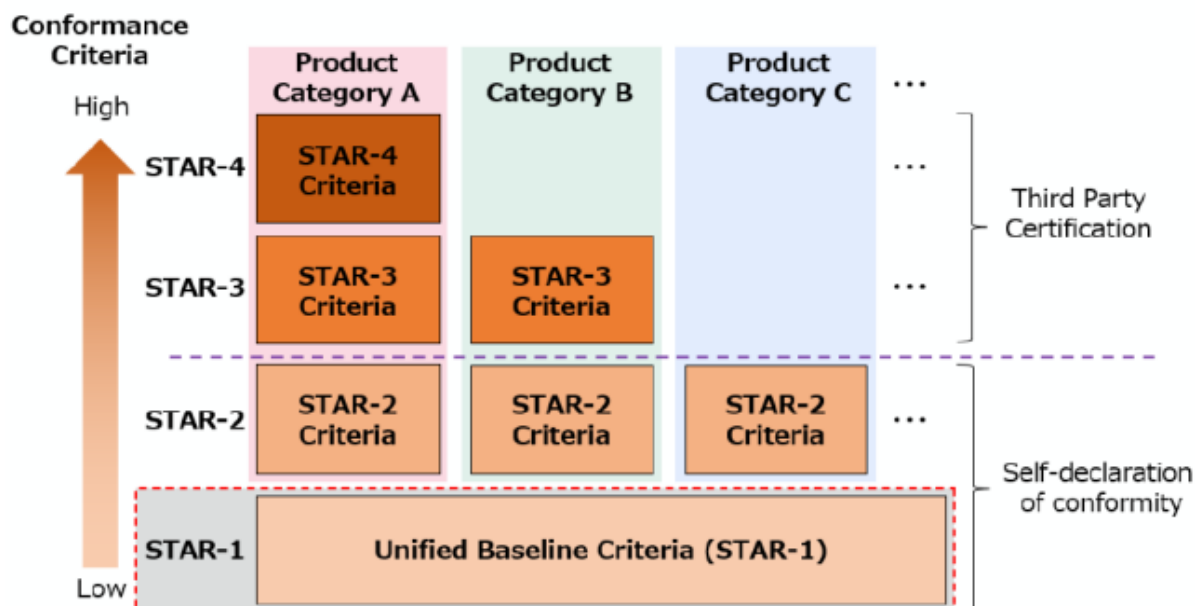 Conformance
Criteria
High
Low
Product
Category A
Product
Category B
Product
Category C
...
STAR-4
STAR-4
Criteria
...
STAR-3
STAR-3
Criteria
STAR-3
Criteria
...
Third Party
Certification
STAR-2
STAR-2
Criteria
STAR-2
Criteria
STAR-2
Criteria
...
STAR-1
Unified Baseline Criteria (STAR-1)
Self-declaration
of conformity